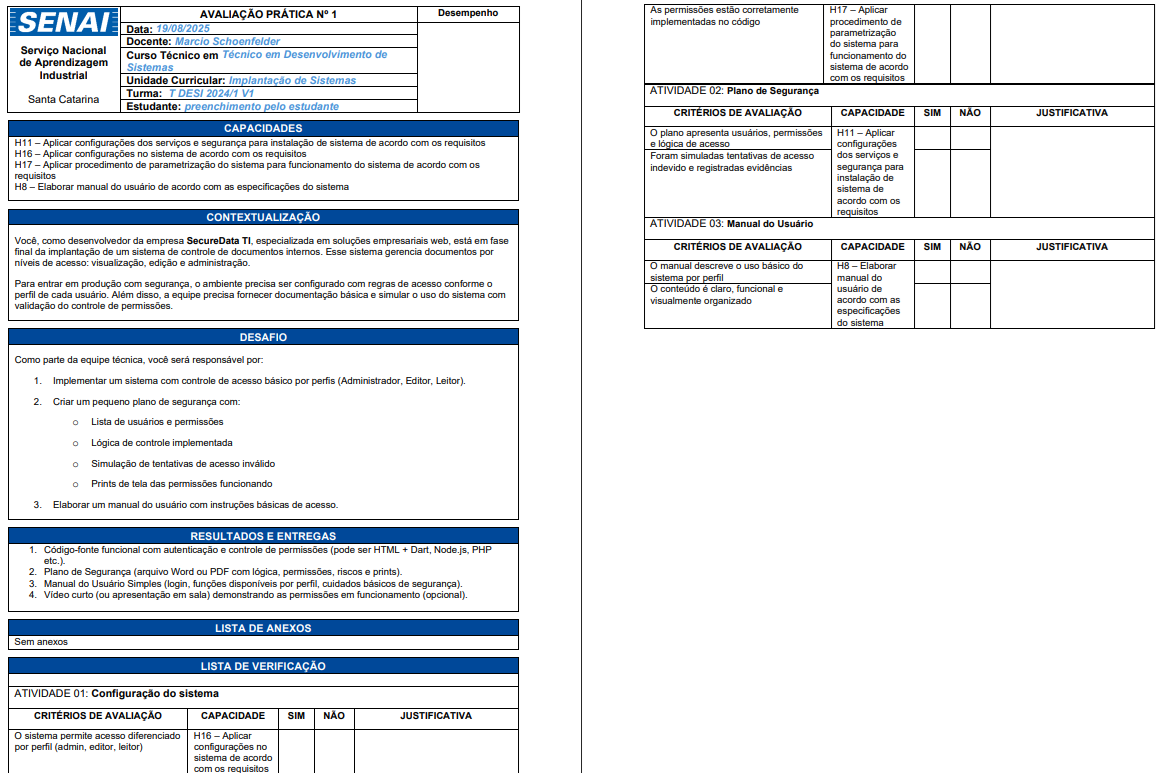 SENAI
Serviço Nacional
de Aprendizagem
Industrial
Santa Catarina
AVALIAÇÃO PRÁTICA Nº 1
Desempenho
Data: 19/08/2025
Docente: Marcio Schoenfelder
Curso Técnico em Técnico em Desenvolvimento de
Sistemas
Unidade Curricular: Implantação de Sistemas
Turma: T DESI 2024/1 V1
Estudante: preenchimento pelo estudante
CAPACIDADES
H11 – Aplicar configurações dos serviços e segurança para instalação de sistema de acordo com os requisitos
H16 – Aplicar configurações no sistema de acordo com os requisitos
H17 – Aplicar procedimento de parametrização do sistema para funcionamento do sistema de acordo com os
requisitos
H8 – Elaborar manual do usuário de acordo com as especificações do sistema
CONTEXTUALIZAÇÃO
Você, como desenvolvedor da empresa SecureData TI, especializada em soluções empresariais web, está em fase
final da implantação de um sistema de controle de documentos internos. Esse sistema gerencia documentos por
níveis de acesso: visualização, edição e administração.
Para entrar em produção com segurança, o ambiente precisa ser configurado com regras de acesso conforme o
perfil de cada usuário. Além disso, a equipe precisa fornecer documentação básica e simular o uso do sistema com
validação do controle de permissões.
DESAFIO
Como parte da equipe técnica, você será responsável por:
1. Implementar um sistema com controle de acesso básico por perfis (Administrador, Editor, Leitor).
2. Criar um pequeno plano de segurança com:
o Lista de usuários e permissões
o Lógica de controle implementada
o Simulação de tentativas de acesso inválido
o Prints de tela das permissões funcionando
3. Elaborar um manual do usuário com instruções básicas de acesso.
RESULTADOS E ENTREGAS
1. Código-fonte funcional com autenticação e controle de permissões (pode ser HTML + Dart, Node.js, PHP
etc.).
2. Plano de Segurança (arquivo Word ou PDF com lógica, permissões, riscos e prints).
3. Manual do Usuário Simples (login, funções disponíveis por perfil, cuidados básicos de segurança).
4. Vídeo curto (ou apresentação em sala) demonstrando as permissões em funcionamento (opcional).
LISTA DE ANEXOS
Sem anexos
LISTA DE VERIFICAÇÃO
ATIVIDADE 01: Configuração do sistema
CRITÉRIOS DE AVALIAÇÃO CAPACIDADE SIM NÃO JUSTIFICATIVA
O sistema permite acesso diferenciado
por perfil (admin, editor, leitor)
H16 – Aplicar
configurações no
sistema de acordo
com os requisitos
As permissões estão corretamente
implementadas no código
H17 – Aplicar
procedimento de
parametrização
do sistema para
funcionamento do
sistema de acordo
com os requisitos
ATIVIDADE 02: Plano de Segurança
CRITÉRIOS DE AVALIAÇÃO CAPACIDADE SIM NÃO JUSTIFICATIVA
O plano apresenta usuários, permissões
e lógica de acesso
Foram simuladas tentativas de acesso
indevido e registradas evidências
H11 – Aplicar
configurações
dos serviços e
segurança para
instalação de
sistema de
acordo com os
requisitos
ATIVIDADE 03: Manual do Usuário
CRITÉRIOS DE AVALIAÇÃO CAPACIDADE SIM NÃO JUSTIFICATIVA
O manual descreve o uso básico do
sistema por perfil
O conteúdo é claro, funcional e
visualmente organizado
H8 – Elaborar
manual do
usuário de
acordo com as
especificações
do sistema